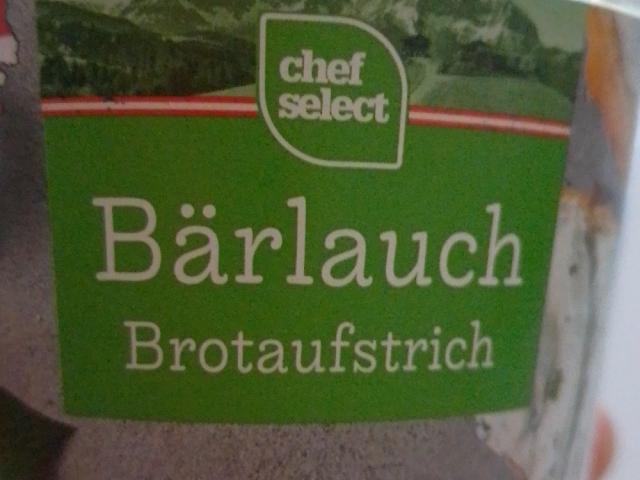 chef
select
Bärlauch
Brotaufstrich